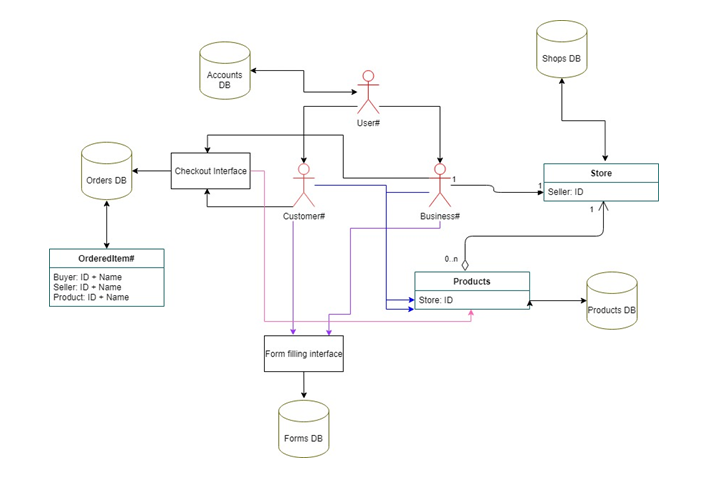 Shops DB
Accounts
DB
User#
Orders DB
Checkout Interface
Customer#
Business#
1
1
Store
Seller: ID
1
OrderedItem#
Buyer: ID + Name
Seller: ID + Name
Product: ID + Name
0..n
Products
Store: ID
Products DB
Form filling interface
Forms DB